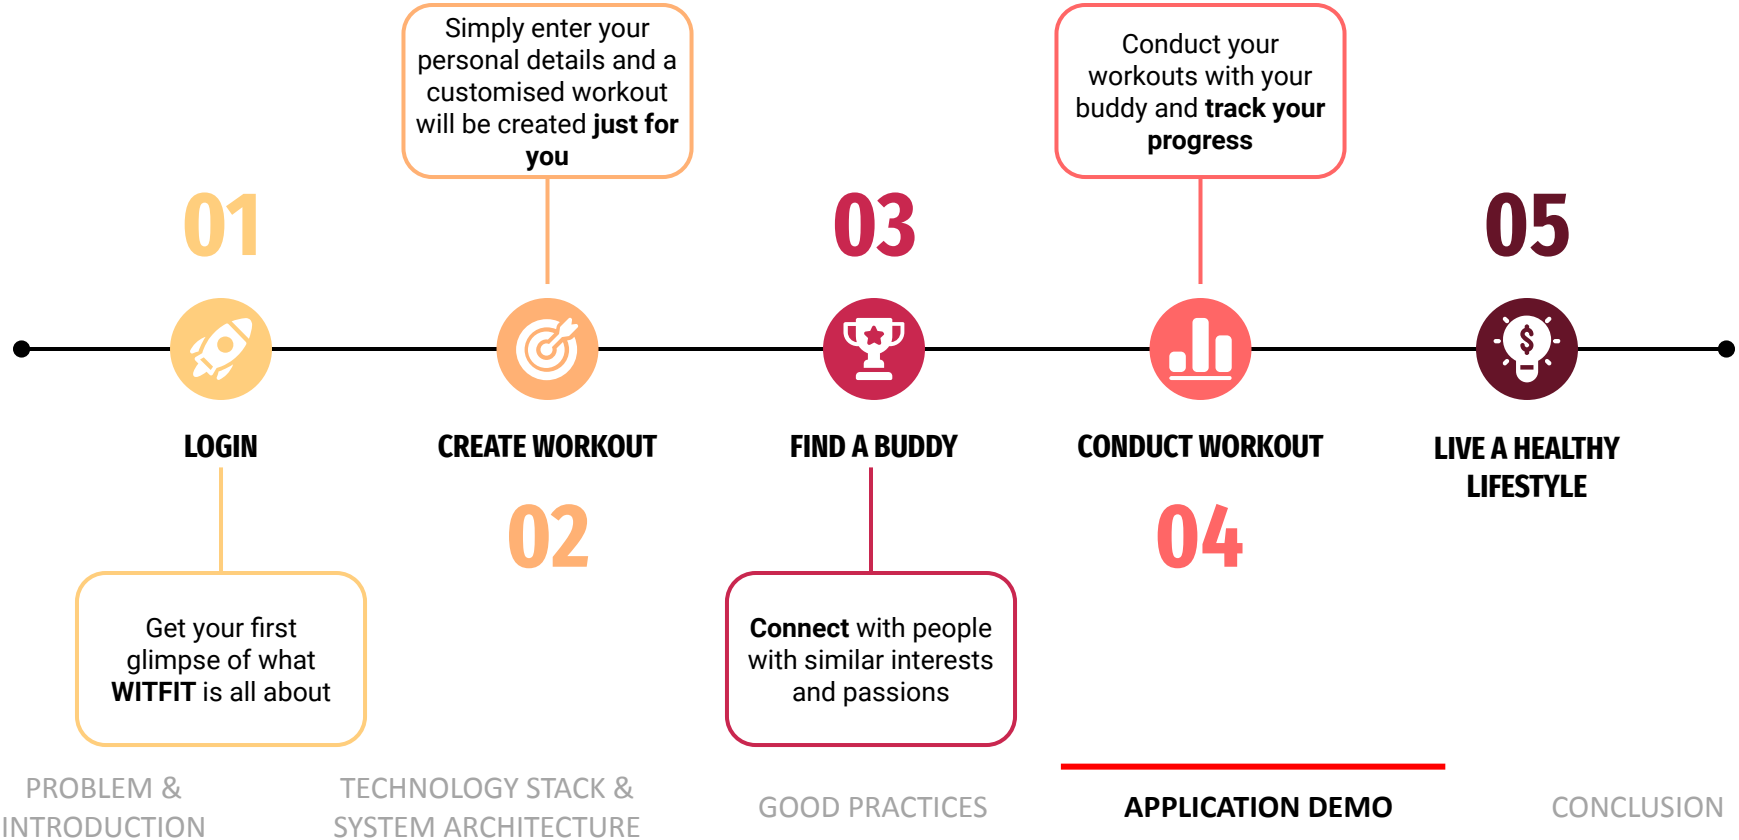 Simply enter your
personal details and a
customised workout
will be created just for
you
Conduct your
workouts with your
buddy and track your
progress
01
03
05
LOGIN
CREATE WORKOUT
FIND A BUDDY
CONDUCT WORKOUT
LIVE A HEALTHY
LIFESTYLE
02
04
Get your first
glimpse of what
WITFIT is all about
Connect with people
with similar interests
and passions
PROBLEM &
INTRODUCTION
TECHNOLOGY STACK &
SYSTEM ARCHITECTURE
GOOD PRACTICES
APPLICATION DEMO
CONCLUSION